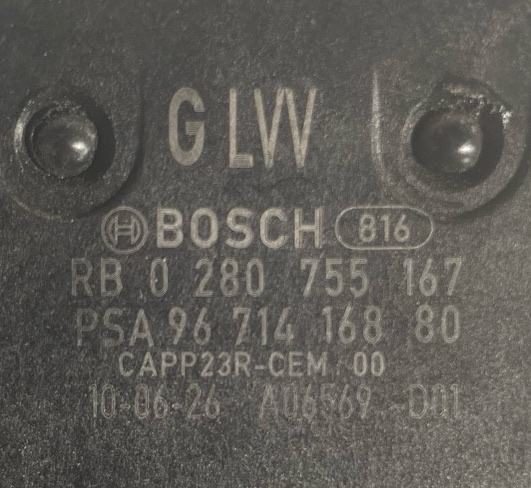 G LW
BOSCH 816
RB 0 280 755 167
PSA 96 714 168 80
CAPP23R-CEM 00
10-06-26 A06569 -D01